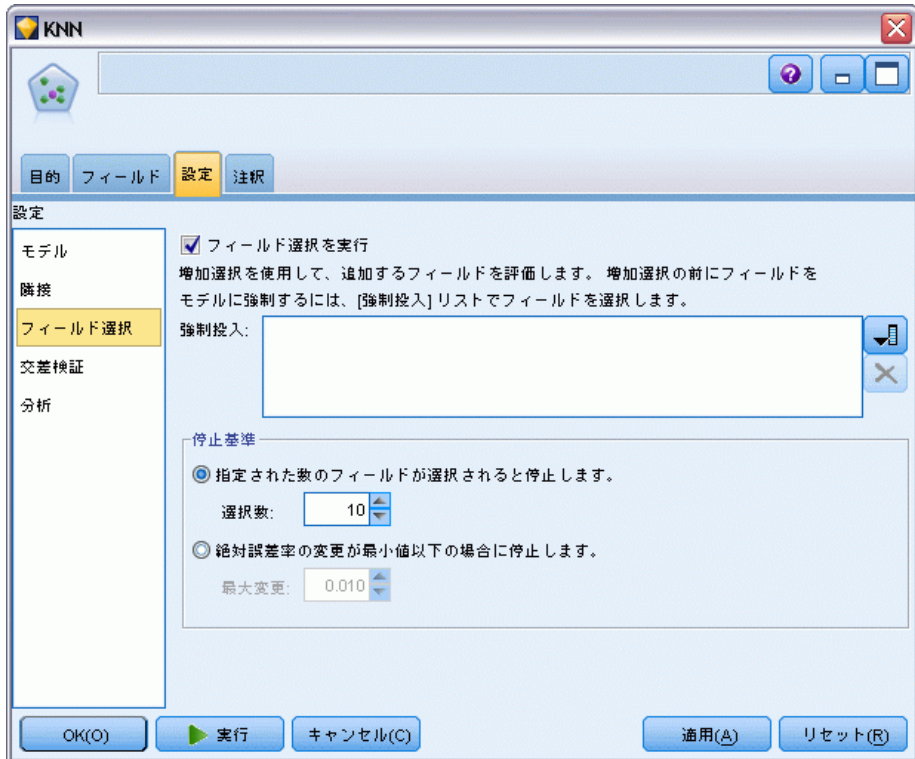 KNN
目的 フィールド 設定 注釈
設定
モデル
隣接
フィールド選択
交差検証
分析
フィールド選択を実行
増加選択を使用して、追加するフィールドを評価します。 増加選択の前にフィールドを
モデルに強制するには、[強制投入] リストでフィールドを選択します。
強制投入:
停止基準
指定された数のフィールドが選択されると停止します。
選択数: 10
絶対誤差率の変更が最小値以下の場合に停止します。
最大変更: 0.010
OK(O) 実行 キャンセル(C) 適用(A) リセット(R)